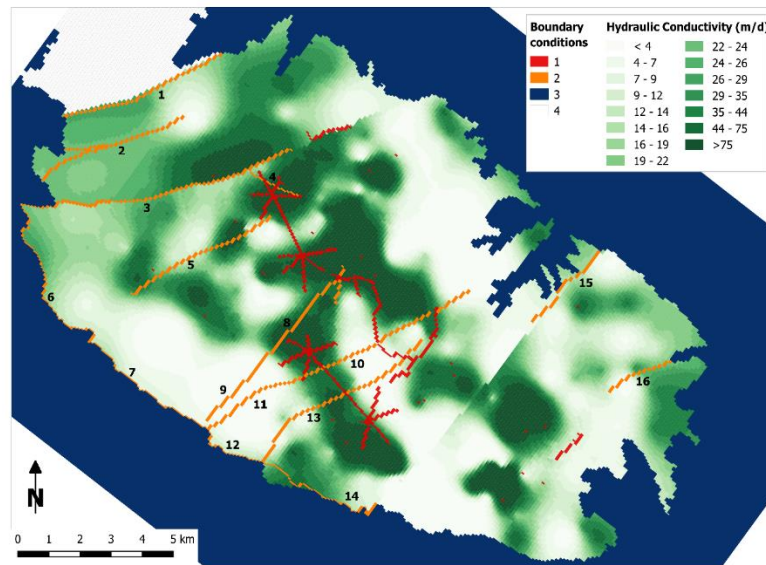 Boundary
conditions
1
2
3
4
Hydraulic Conductivity (m/d)
< 4
4 - 7
7 - 9
9 - 12
12 - 14
14 - 16
16 - 19
19 - 22
22 - 24
24 - 26
26 - 29
29 - 35
35 - 44
44 - 75
>75
1
2
3
4
5
6
7
8
9
10
11
12
13
14
15
16
N
0 1 2 3 4 5 km